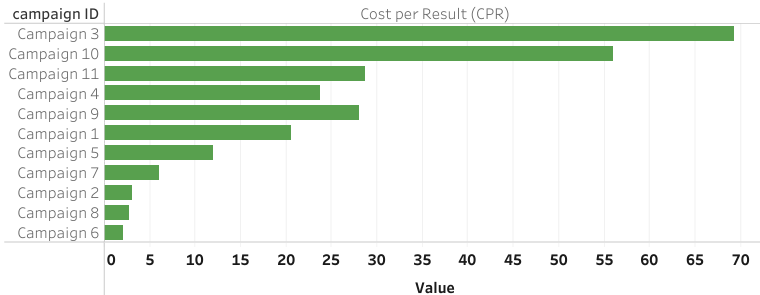 campaign ID Cost per Result (CPR)
Campaign 3
Campaign 10
Campaign 11
Campaign 4
Campaign 9
Campaign 1
Campaign 5
Campaign 7
Campaign 2
Campaign 8
Campaign 6
0 5 10 15 20 25 30 35 40 45 50 55 60 65 70
Value